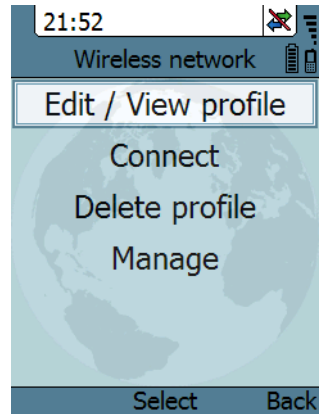 21:52
Wireless network
Edit / View profile
Connect
Delete profile
Manage
Select Back